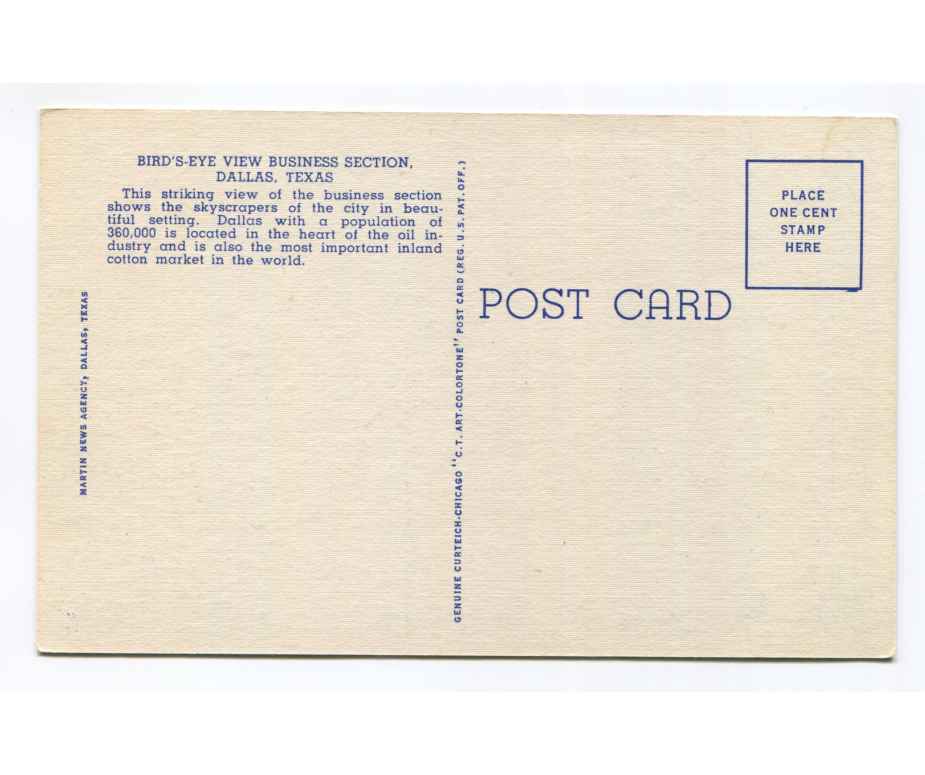 BIRD'S-EYE VIEW BUSINESS SECTION,
DALLAS, TEXAS
This striking view of the business section
shows the skyscrapers of the city in beau-
tiful setting. Dallas with a population of
360,000 is located in the heart of the oil in-
dustry and is also the most important inland
cotton market in the world.
MARTIN NEWS AGENCY, DALLAS, TEXAS
GENUINE CURTEICH-CHICAGO "C.T. ART-COLORTONE" POST CARD (REG. U.S. PAT. OFF.)
POST CARD
PLACE
ONE CENT
STAMP
HERE